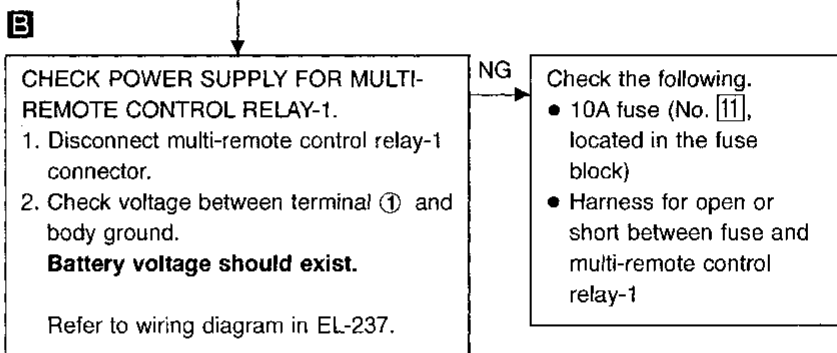 B
CHECK POWER SUPPLY FOR MULTI-
REMOTE CONTROL RELAY-1.
1. Disconnect multi-remote control relay-1
connector.
2. Check voltage between terminal ① and
body ground.
Battery voltage should exist.
Refer to wiring diagram in EL-237.
NG
Check the following.
● 10A fuse (No. 11,
located in the fuse
block)
● Harness for open or
short between fuse and
multi-remote control
relay-1